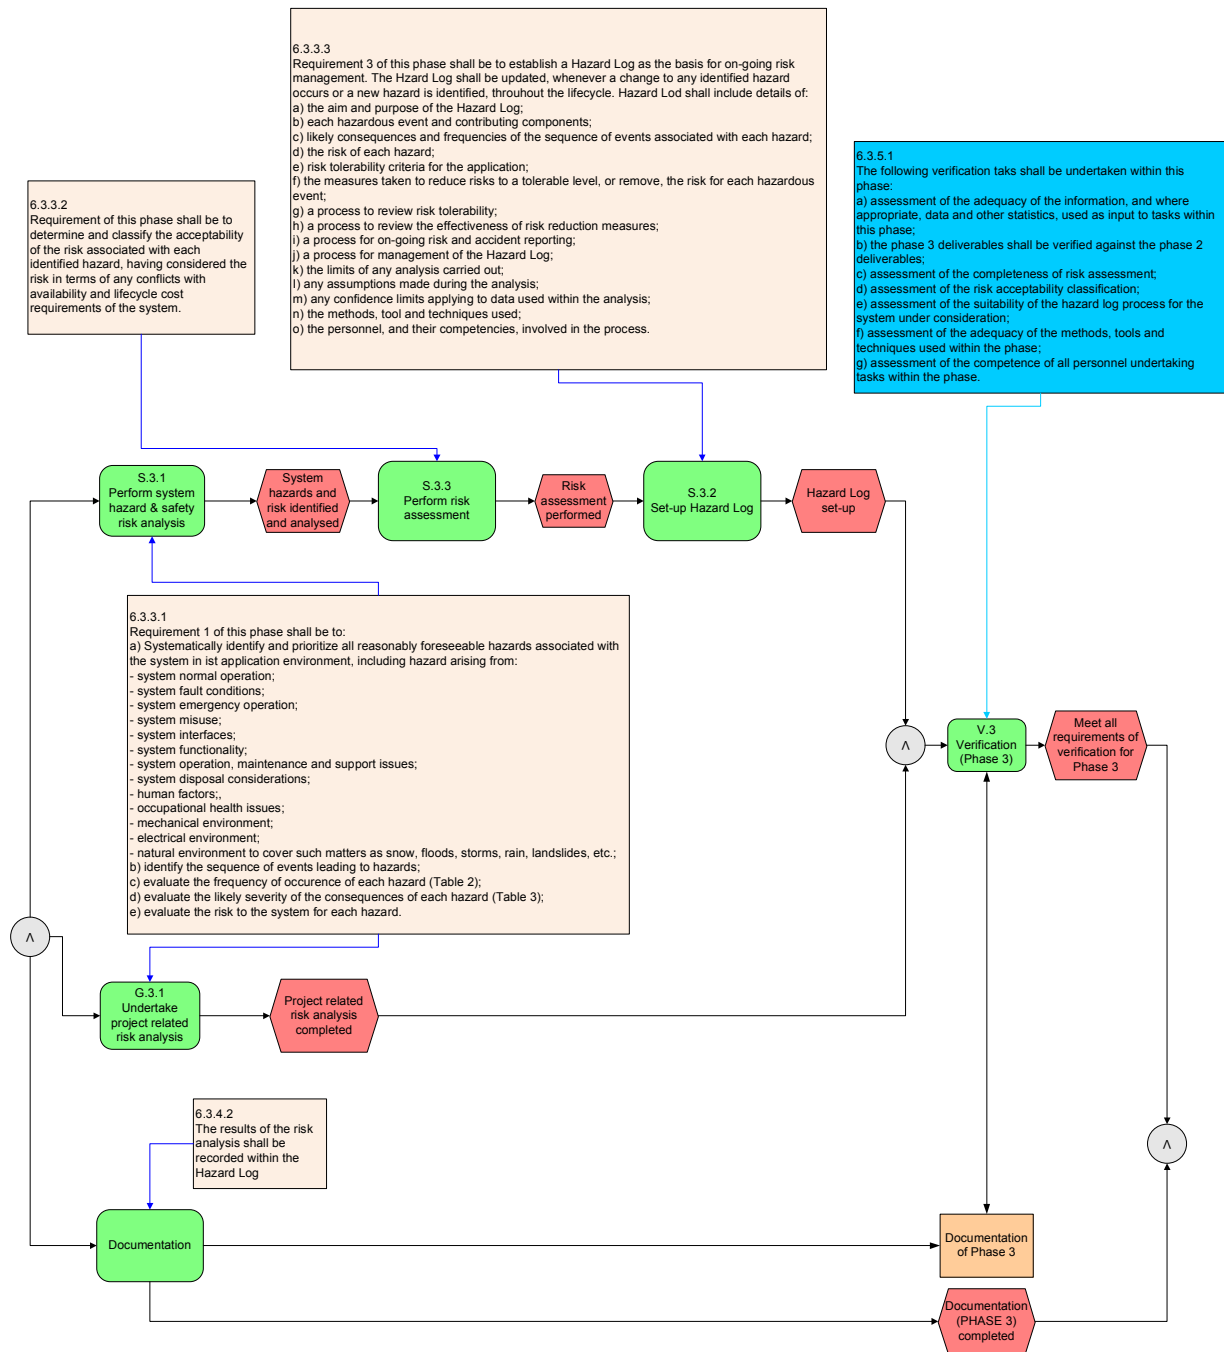 6.3.3.3
Requirement 3 of this phase shall be to establish a Hazard Log as the basis for on-going risk
management. The Hzard Log shall be updated, whenever a change to any identified hazard
occurs or a new hazard is identified, throuhout the lifecycle. Hazard Lod shall include details of:
a) the aim and purpose of the Hazard Log;
b) each hazardous event and contributing components;
c) likely consequences and frequencies of the sequence of events associated with each hazard;
d) the risk of each hazard;
e) risk tolerability criteria for the application;
f) the measures taken to reduce risks to a tolerable level, or remove, the risk for each hazardous
event;
g) a process to review risk tolerability;
h) a process to review the effectiveness of risk reduction measures;
i) a process for on-going risk and accident reporting;
j) a process for management of the Hazard Log;
k) the limits of any analysis carried out;
l) any assumptions made during the analysis;
m) any confidence limits applying to data used within the analysis;
n) the methods, tool and techniques used;
o) the personnel, and their competencies, involved in the process.
6.3.5.1
The following verification taks shall be undertaken within this
phase:
a) assessment of the adequacy of the information, and where
appropriate, data and other statistics, used as input to tasks within
this phase;
b) the phase 3 deliverables shall be verified against the phase 2
deliverables;
c) assessment of the completeness of risk assessment;
d) assessment of the risk acceptability classification;
e) assessment of the suitability of the hazard log process for the
system under consideration;
f) assessment of the adequacy of the methods, tools and
techniques used within the phase;
g) assessment of the competence of all personnel undertaking
tasks within the phase.
6.3.3.2
Requirement of this phase shall be to
determine and classify the acceptability
of the risk associated with each
identified hazard, having considered the
risk in terms of any conflicts with
availability and lifecycle cost
requirements of the system.
S.3.1
Perform system
hazard & safety
risk analysis
System
hazards and
risk identified
and analysed
S.3.3
Perform risk
assessment
Risk
assessment
performed
S.3.2
Set-up Hazard Log
Hazard Log
set-up
6.3.3.1
Requirement 1 of this phase shall be to:
a) Systematically identify and prioritize all reasonably foreseeable hazards associated with
the system in ist application environment, including hazard arising from:
- system normal operation;
- system fault conditions;
- system emergency operation;
- system misuse;
- system interfaces;
- system functionality;
- system operation, maintenance and support issues;
- system disposal considerations;
- human factors;,
- occupational health issues;
- mechanical environment;
- electrical environment;
- natural environment to cover such matters as snow, floods, storms, rain, landslides, etc.;
b) identify the sequence of events leading to hazards;
c) evaluate the frequency of occurence of each hazard (Table 2);
d) evaluate the likely severity of the consequences of each hazard (Table 3);
e) evaluate the risk to the system for each hazard.
Λ
V.3
Verification
(Phase 3)
Meet all
requirements of
verification for
Phase 3
Λ
G.3.1
Undertake
project related
risk analysis
Project related
risk analysis
completed
6.3.4.2
The results of the risk
analysis shall be
recorded within the
Hazard Log
Λ
Documentation
Documentation
of Phase 3
Documentation
(PHASE 3)
completed